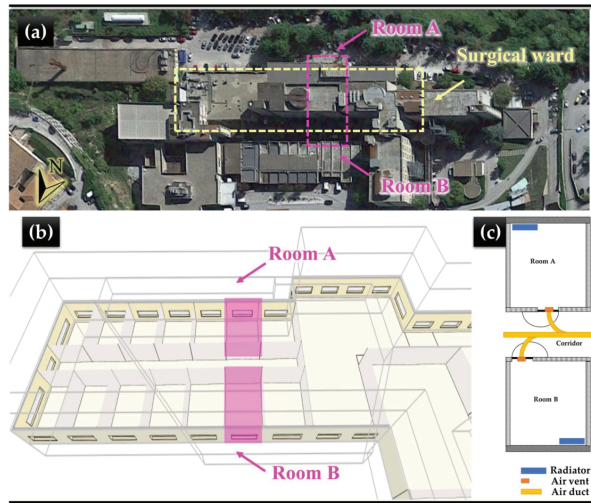 (a)
Room A
Surgical ward
Room B
N
(b)
Room A
Room B
(c)
Room A
Corridor
Room B
Radiator
Air vent
Air duct